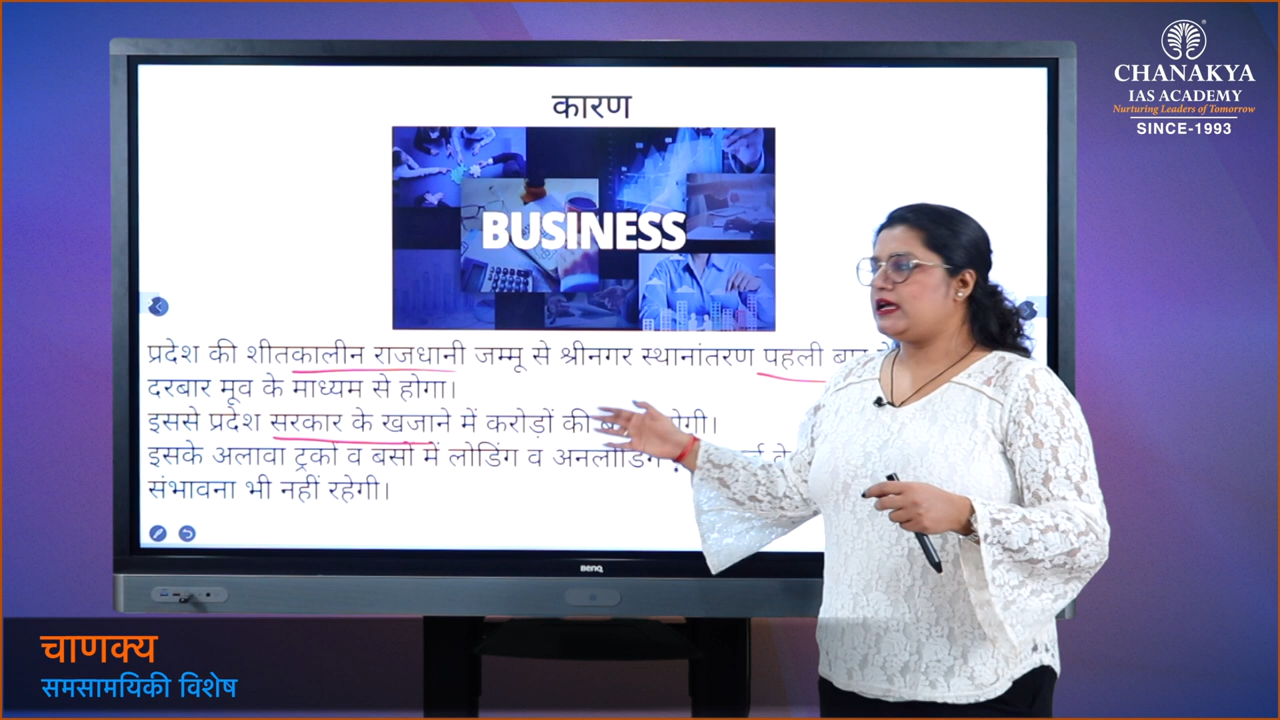 CHANAKYA
IAS ACADEMY
Nurturing Leaders of Tomorrow
SINCE-1993
कारण
BUSINESS
प्रदेश की शीतकालीन राजधानी जम्मू से श्रीनगर स्थानांतरण पहली
दरबार मूव के माध्यम से होगा।
इससे प्रदेश सरकार के खजाने में करोड़ों की
इसके अलावा ट्रकों व बसों में लोडिंग व अनलोडिंग
संभावना भी नहीं रहेगी।
BenQ
चाणक्य
समसामयिकी विशेष